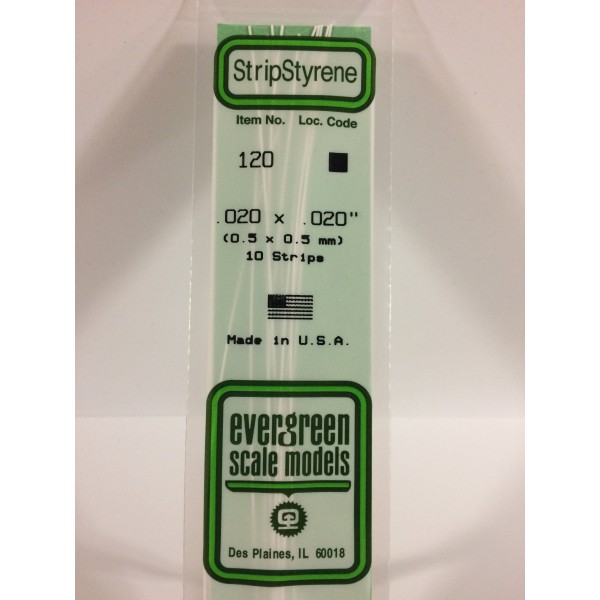 StripStyrene
Item No. Loc. Code
120
.020 x .020"
(0.5 x 0.5 mm)
10 Strips
Made in U.S.A.
evergreen
scale models
Des Plaines, IL 60018